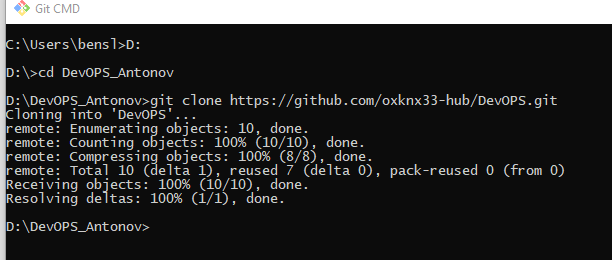 Git CMD
C:\Users\bensl>D:
D:\>cd DevOPS_Antonov
D:\DevOPS_Antonov>git clone https://github.com/oxknx33-hub/DevOPS.git
Cloning into 'DevOPS'...
remote: Enumerating objects: 10, done.
remote: Counting objects: 100% (10/10), done.
remote: Compressing objects: 100% (8/8), done.
remote: Total 10 (delta 1), reused 7 (delta 0), pack-reused 0 (from 0)
Receiving objects: 100% (10/10), done.
Resolving deltas: 100% (1/1), done.
D:\DevOPS_Antonov>